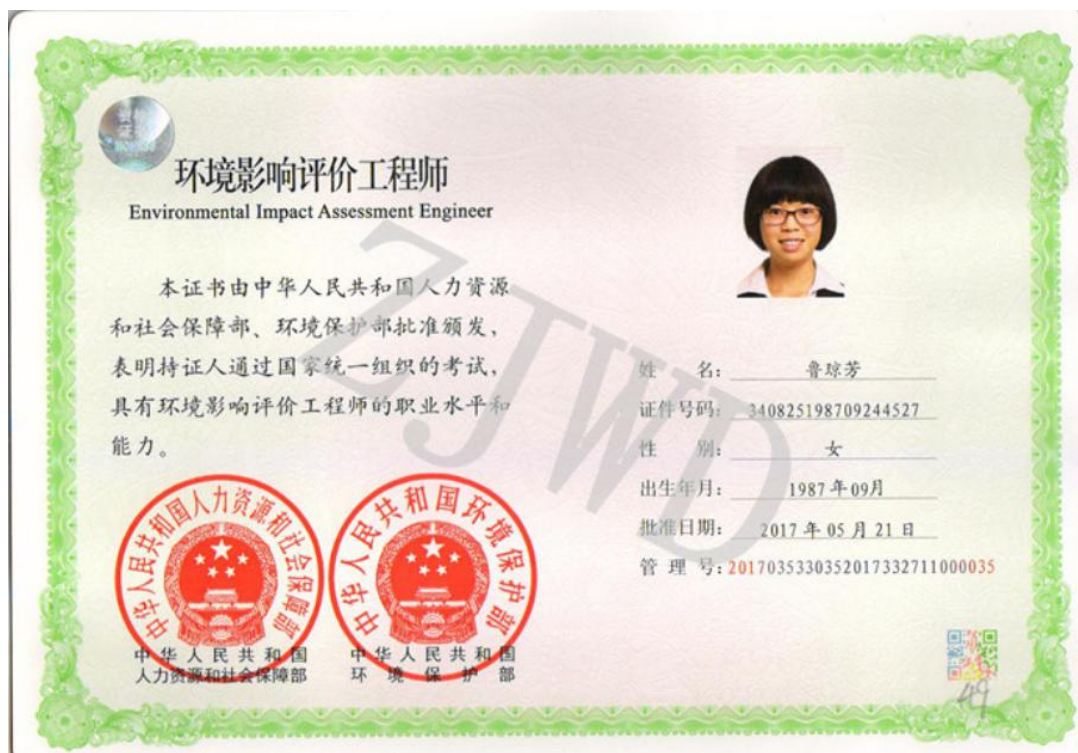 环境影响评价工程师
Environmental Impact Assessment Engineer
本证书由中华人民共和国人力资源
和社会保障部、环境保护部批准颁发，
表明持证人通过国家统一组织的考试，
具有环境影响评价工程师的职业水平和
能力。
中华人民共和国人力资源和社会保障部
中华人民共和国环境保护部
中华人民共和国
人力资源和社会保障部
中华人民共和国
环境保护部
姓 名：鲁琼芳
证件号码：340825198709244527
性 别：女
出生年月：1987年09月
批准日期：2017年05月21日
管 理 号：2017035330352017332711000035
ZJWD
49